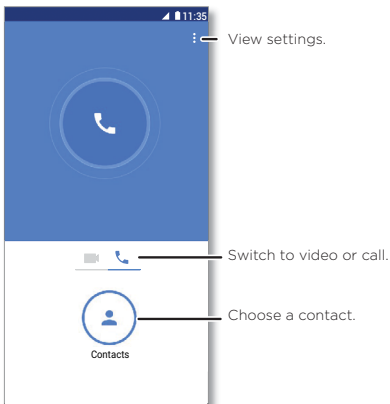 11:35
View settings.
Switch to video or call.
Choose a contact.
Contacts